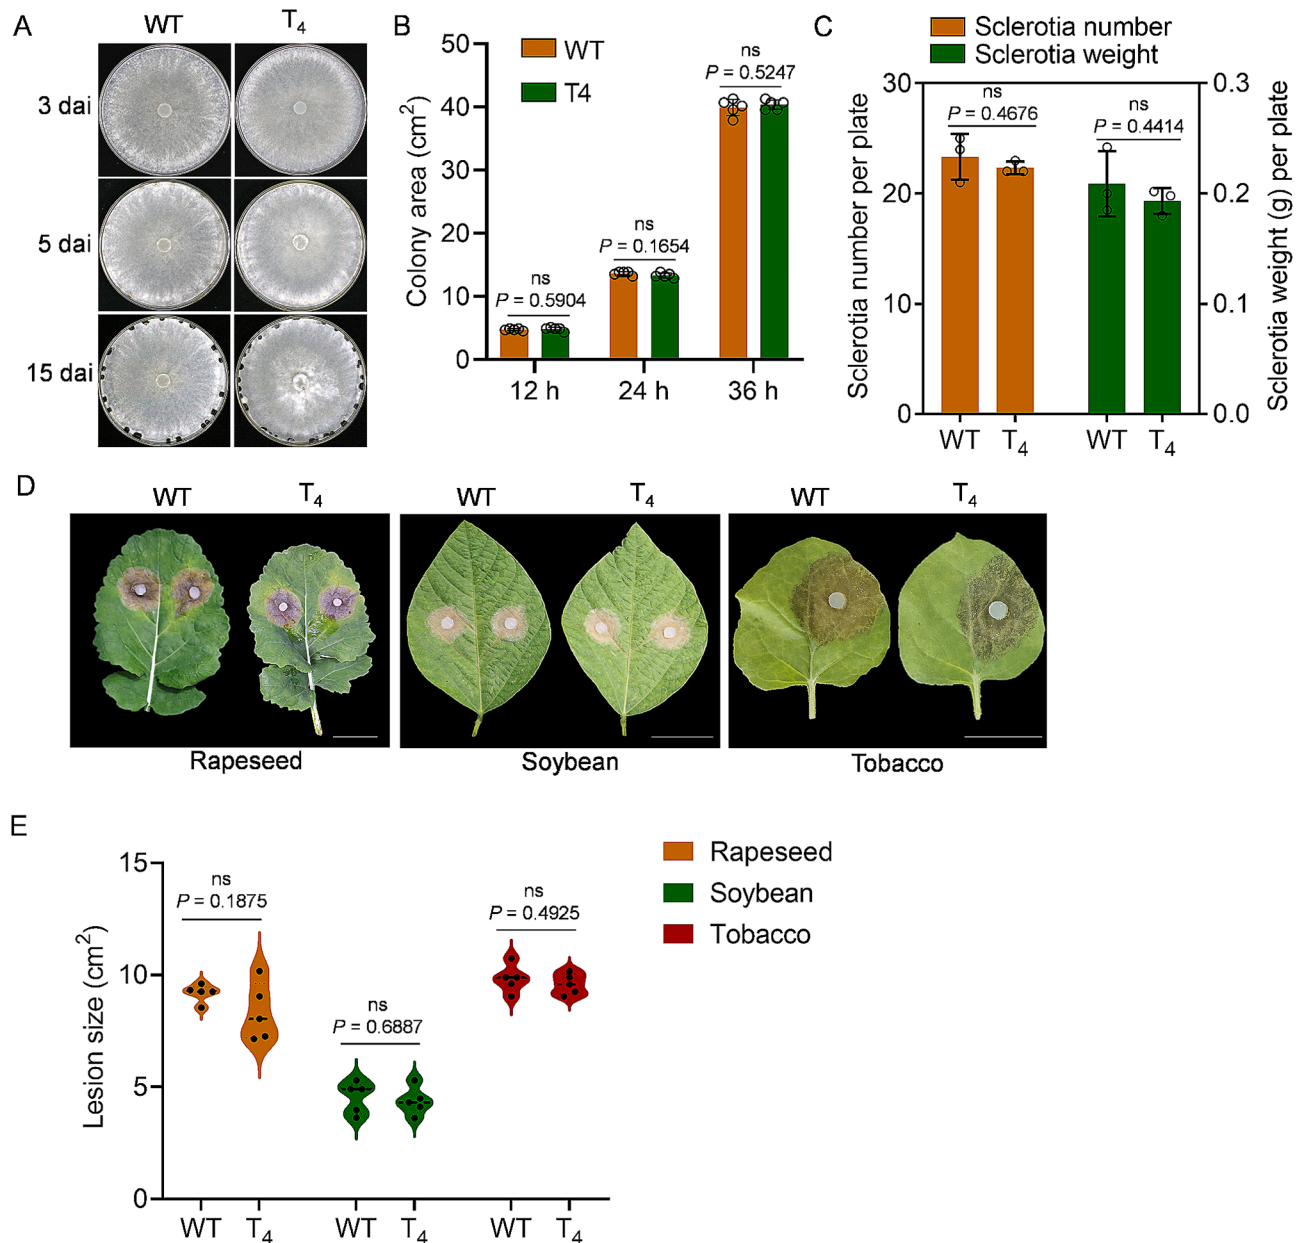 A
WT
T4
3 dai
5 dai
15 dai
B
WT
T4
Colony area (cm2)
50
40
30
20
10
0
ns
P = 0.5904
ns
P = 0.1654
ns
P = 0.5247
12 h
24 h
36 h
C
Sclerotia number
Sclerotia weight
Sclerotia number per plate
30
20
10
0
ns
P = 0.4676
ns
P = 0.4414
0.3
0.2
0.1
0.0
Sclerotia weight (g) per plate
WT
T4
WT
T4
D
WT
T4
WT
T4
WT
T4
Rapeseed
Soybean
Tobacco
E
Lesion size (cm2)
15
10
5
0
ns
P = 0.1875
ns
P = 0.6887
ns
P = 0.4925
Rapeseed
Soybean
Tobacco
WT
T4
WT
T4
WT
T4